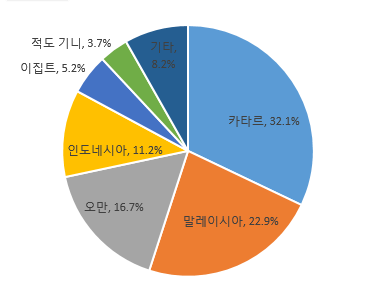 적도 기니, 3.7%
기타,
8.2%
이집트, 5.2%
카타르, 32.1%
인도네시아, 11.2%
오만, 16.7%
말레이시아, 22.9%